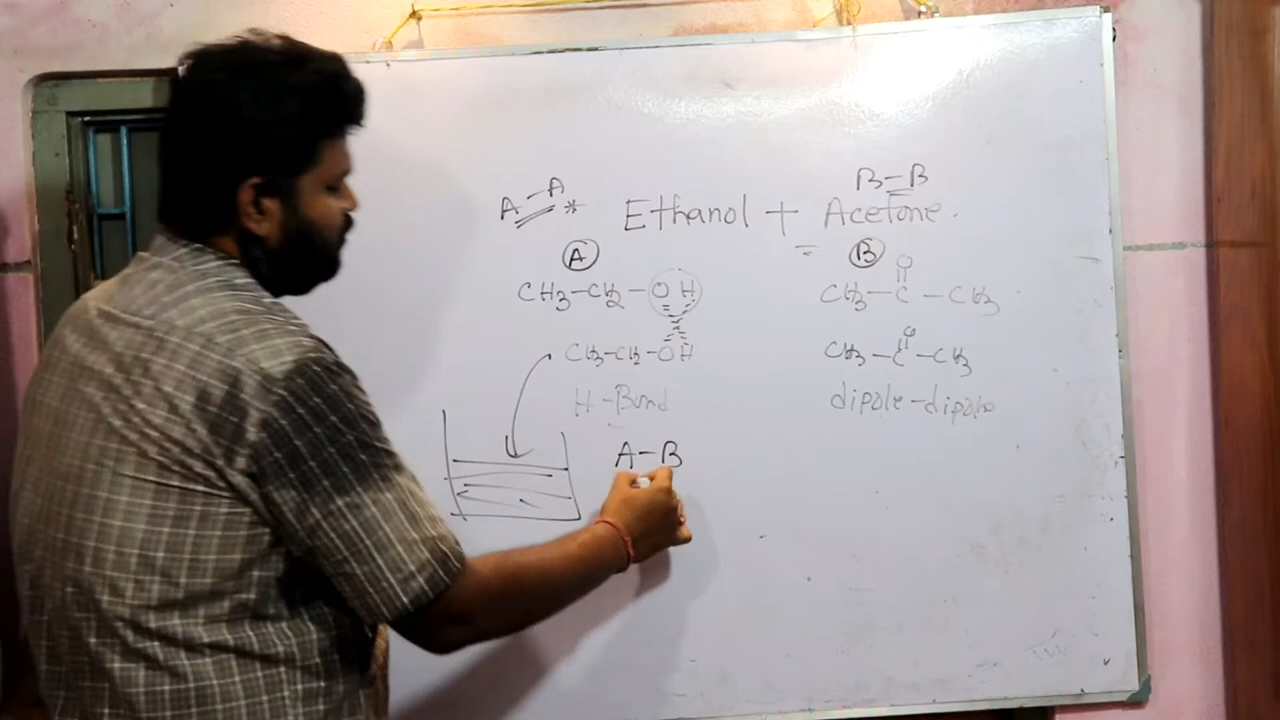 A - A * B - B
Ethanol + Acetone.
A B
O
CH3-CH2-OH CH3-C-CH3
O
CH3-CH2-OH CH3-C-CH3
H-Bond dipole-dipole
A-B